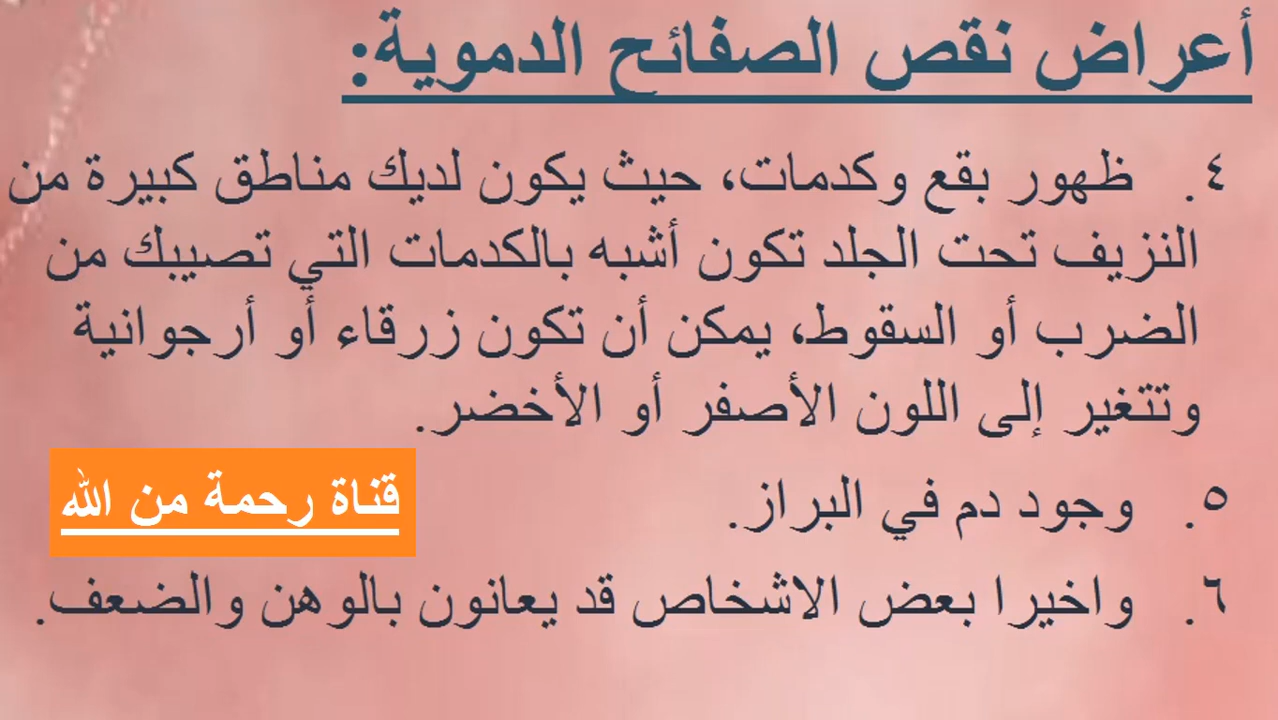 أعراض نقص الصفائح الدموية:
٤. ظهور بقع وكدمات، حيث يكون لديك مناطق كبيرة من
النزيف تحت الجلد تكون أشبه بالكدمات التي تصيبك من
الضرب أو السقوط، يمكن أن تكون زرقاء أو أرجوانية
وتتغير إلى اللون الأصفر أو الأخضر.
٥. وجود دم في البراز.
قناة رحمة من الله
٦. واخيرا بعض الاشخاص قد يعانون بالوهن والضعف.